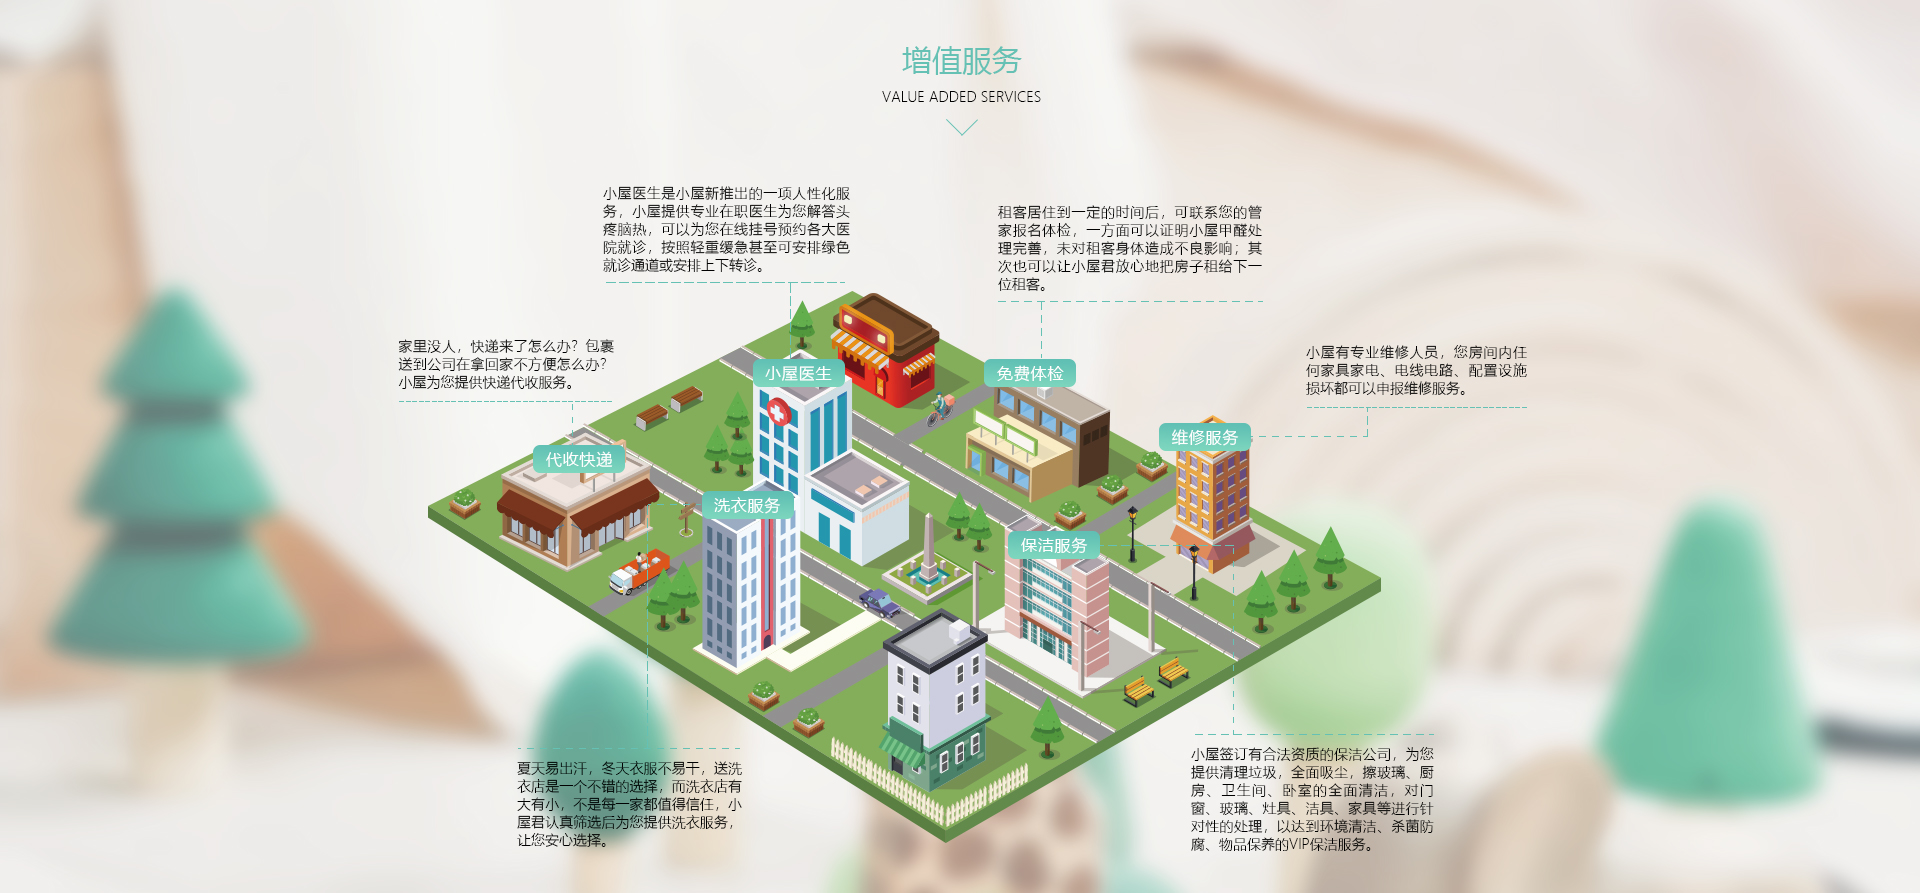 增值服务
VALUE ADDED SERVICES
小屋医生是小屋新推出的一项人性化服
务，小屋提供专业在职医生为您解答头
疼脑热，可以为您在线挂号预约各大医
院就诊，按照轻重缓急甚至可安排绿色
就诊通道或安排上下转诊。
租客居住到一定的时间后，可联系您的管
家报名体检，一方面可以证明小屋甲醛处
理完善，未对租客身体造成不良影响；其
次也可以让小屋君放心地把房子租给下一
位租客。
家里没人，快递来了怎么办？包裹
送到公司在拿回家不方便怎么办？
小屋为您提供快递代收服务。
小屋有专业维修人员，您房间内任
何家具家电、电线电路、配置设施
损坏都可以申报维修服务。
小屋医生
免费体检
维修服务
代收快递
洗衣服务
保洁服务
夏天易出汗，冬天衣服不易干，送洗
衣店是一个不错的选择，而洗衣店有
大有小，不是每一家都值得信任，小
屋君认真筛选后为您提供洗衣服务，
让您安心选择。
小屋签订有合法资质的保洁公司，为您
提供清理垃圾，全面吸尘，擦玻璃、厨
房、卫生间、卧室的全面清洁，对门
窗、玻璃、灶具、洁具、家具等进行针
对性的处理，以达到环境清洁、杀菌防
腐、物品保养的VIP保洁服务。